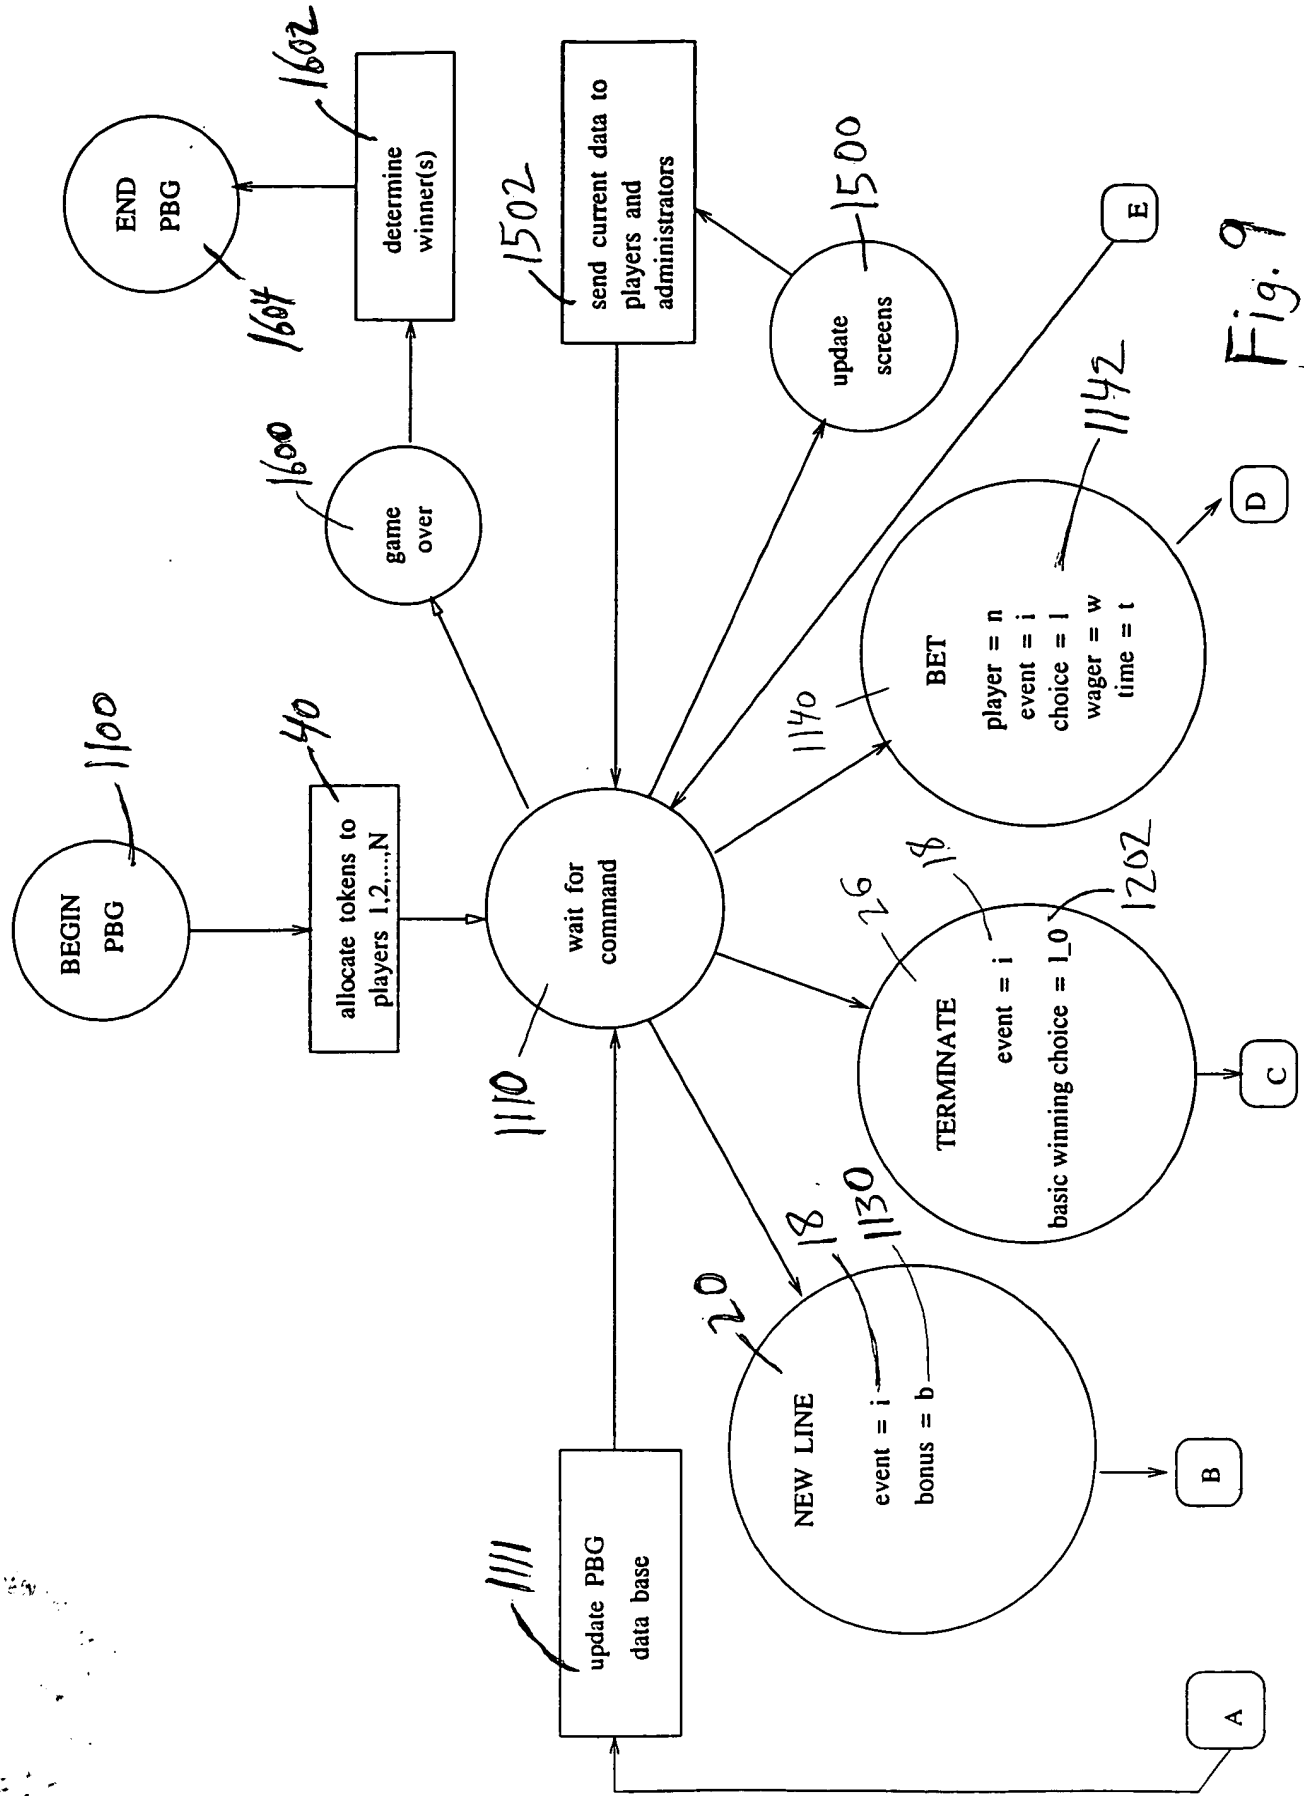 BEGIN
PBG
1100
allocate tokens to
players 1,2,...,N
40
wait for
command
1110
game
over
1600
determine
winner(s)
1602
END
PBG
1604
send current data to
players and
administrators
1502
update
screens
1500
update PBG
data base
1111
NEW LINE
event = i
bonus = b
20
18
1130
TERMINATE
event = i
basic winning choice = l_0
26
18
1202
BET
player = n
event = i
choice = l
wager = w
time = t
1140
1142
A
B
C
D
E
Fig. 9